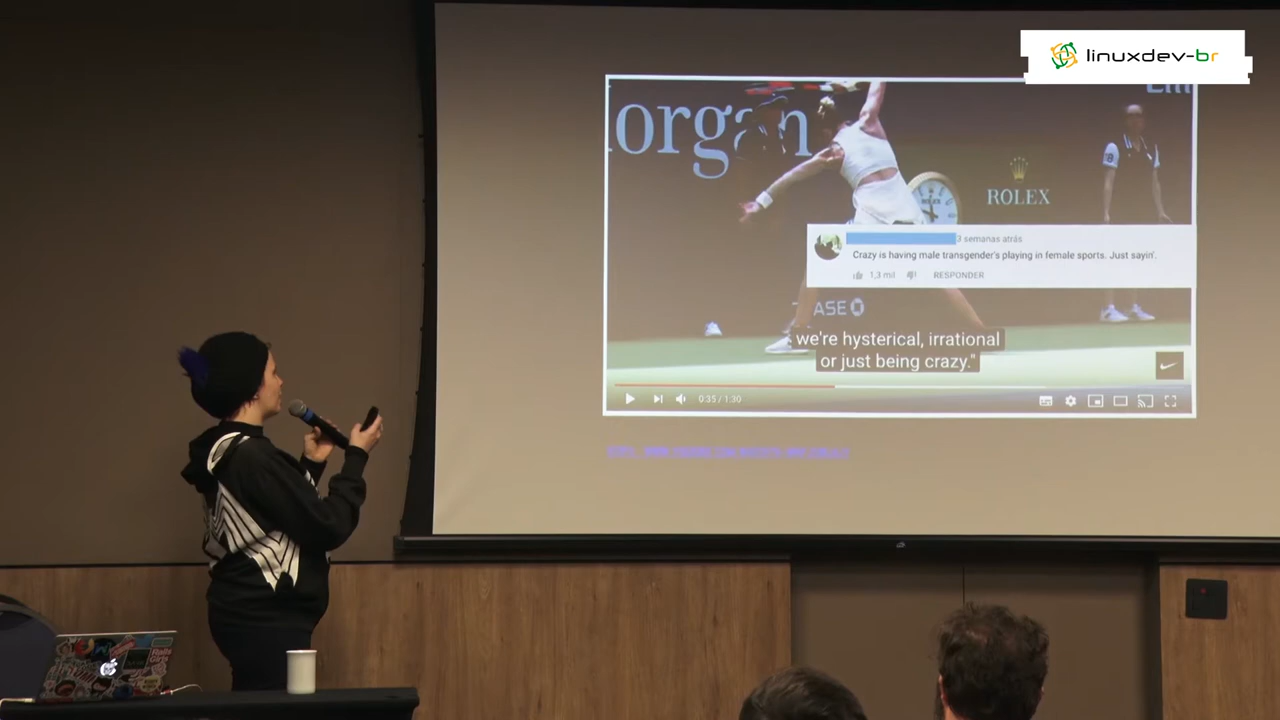 linuxdev-br
organ
ROLEX
3 semanas atrás
Crazy is having male transgender's playing in female sports. Just sayin'.
1,3 mil RESPONDER
ASE
we're hysterical, irrational
or just being crazy."
0:35 / 1:30